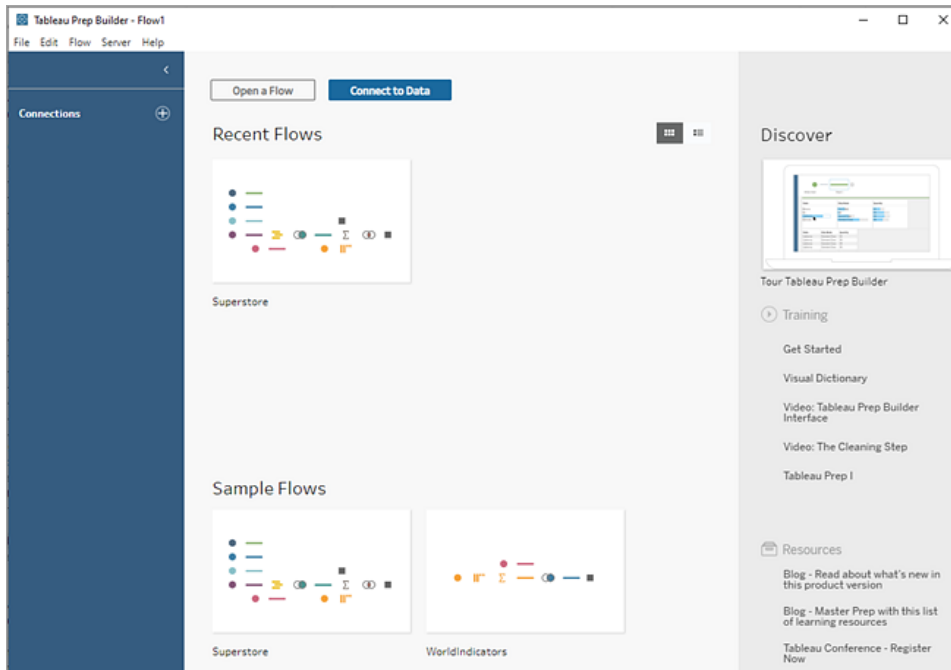 Tableau Prep Builder - Flow1
File Edit Flow Server Help
Connections
Open a Flow
Connect to Data
Recent Flows
Superstore
Sample Flows
Superstore
WorldIndicators
Discover
Tour Tableau Prep Builder
Training
Get Started
Visual Dictionary
Video: Tableau Prep Builder
Interface
Video: The Cleaning Step
Tableau Prep I
Resources
Blog - Read about what's new in
this product version
Blog - Master Prep with this list
of learning resources
Tableau Conference - Register
Now